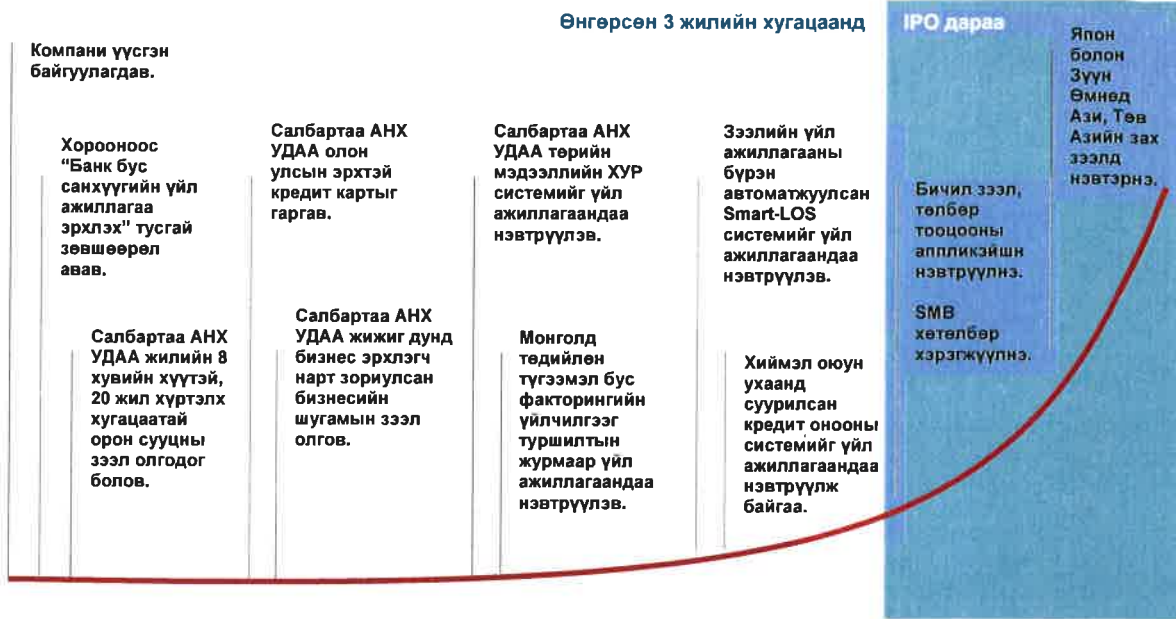 Өнгөрсөн 3 жилийн хугацаанд
IPO дараа
Компани үүсгэн
байгуулагдав.
Хорооноос
“Банк бус
санхүүгийн үйл
ажиллагаа
эрхлэх” тусгай
зөвшөөрөл
авав.
Салбартаа АНХ
УДАА жилийн 8
хувийн хүүтэй,
20 жил хүртэлх
хугацаатай
орон сууцны
зээл олгодог
болов.
Салбартаа АНХ
УДАА олон
улсын эрхтэй
кредит картыг
гаргав.
Салбартаа АНХ
УДАА жижиг дунд
бизнес эрхлэгч
нарт зориулсан
бизнесийн
шугамын зээл
олгов.
Салбартаа АНХ
УДАА төрийн
мэдээллийн ХУР
системийг үйл
ажиллагаандаа
нэвтрүүлэв.
Монголд
төдийлөн
түгээмэл бус
факторингийн
үйлчилгээг
туршилтын
журмаар үйл
ажиллагаандаа
нэвтрүүлэв.
Зээлийн үйл
ажиллагааны
бүрэн
автоматжуулсан
Smart-LOS
системийг үйл
ажиллагаандаа
нэвтрүүлэв.
Хиймэл оюун
ухаанд
суурилсан
кредит онооны
системийг үйл
ажиллагаандаа
нэвтрүүлж
байгаа.
Бичил зээл,
төлбөр
тооцооны
аппликэйшн
нэвтрүүлнэ.
SMB
хөтөлбөр
хэрэгжүүлнэ.
Япон
болон
Зүүн
Өмнөд
Ази, Төв
Азийн зах
зээлд
нэвтэрнэ.